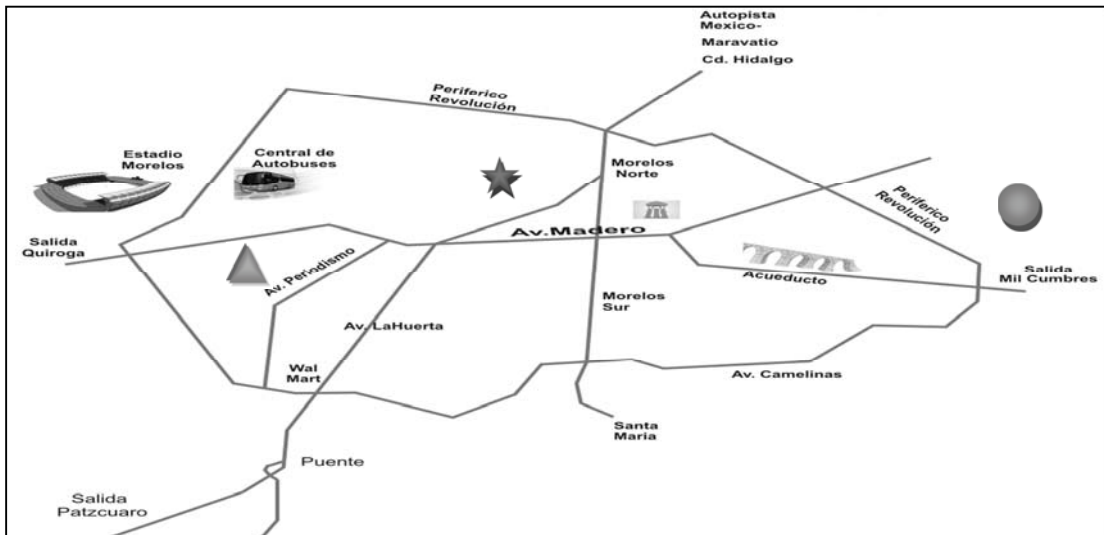 Autopista
Mexico-
Maravatio
Cd. Hidalgo
Periferico
Revolución
Estadio
Morelos
Central de
Autobuses
Morelos
Norte
Periferico
Revolución
Av.Madero
Salida
Quiroga
Av. Periodismo
Acueducto
Salida
Mil Cumbres
Morelos
Sur
Av. LaHuerta
Wal
Mart
Av. Camelinas
Santa
Maria
Puente
Salida
Patzcuaro